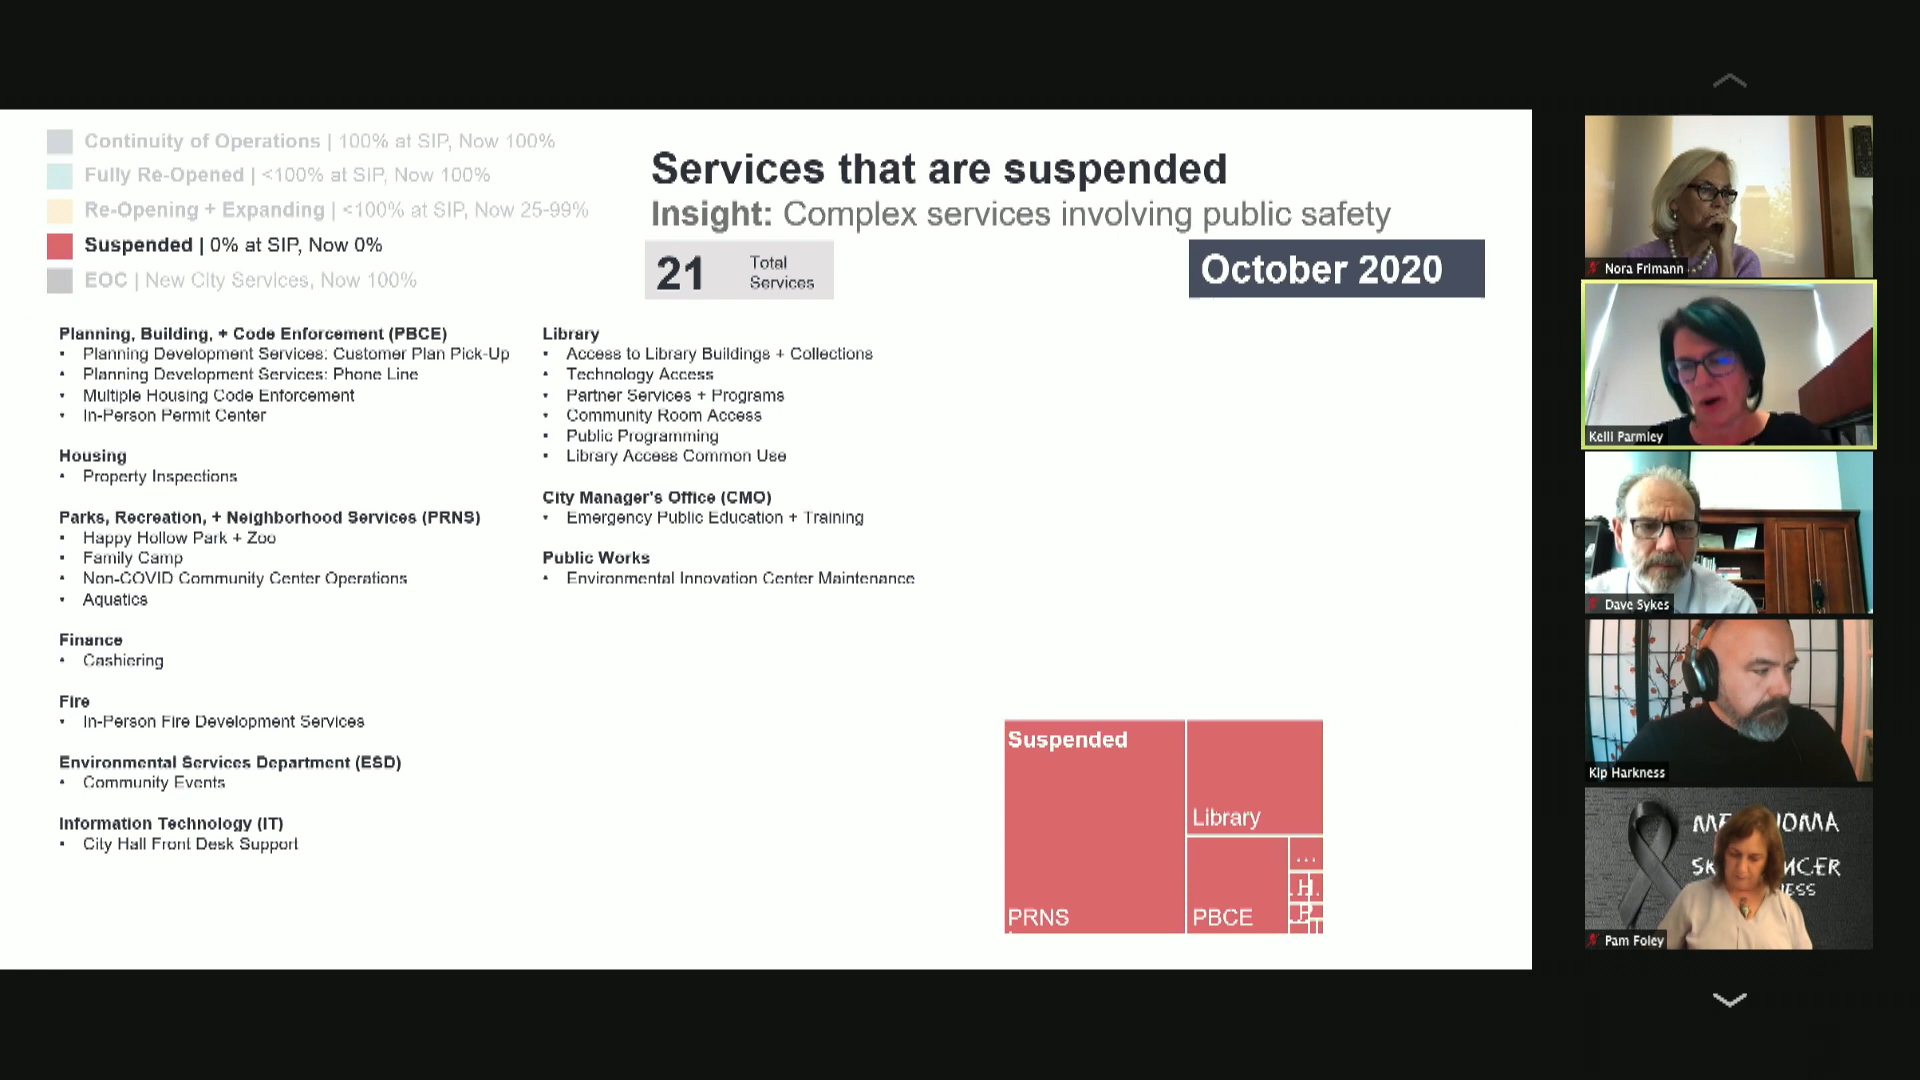 Continuity of Operations | 100% at SIP, Now 100%
Fully Re-Opened | <100% at SIP, Now 100%
Re-Opening + Expanding | <100% at SIP, Now 25-99%
Suspended | 0% at SIP, Now 0%
EOC | New City Services, Now 100%
Services that are suspended
Insight: Complex services involving public safety
21 Total Services
October 2020
Planning, Building, + Code Enforcement (PBCE)
• Planning Development Services: Customer Plan Pick-Up
• Planning Development Services: Phone Line
• Multiple Housing Code Enforcement
• In-Person Permit Center
Housing
• Property Inspections
Parks, Recreation, + Neighborhood Services (PRNS)
• Happy Hollow Park + Zoo
• Family Camp
• Non-COVID Community Center Operations
• Aquatics
Finance
• Cashiering
Fire
• In-Person Fire Development Services
Environmental Services Department (ESD)
• Community Events
Information Technology (IT)
• City Hall Front Desk Support
Library
• Access to Library Buildings + Collections
• Technology Access
• Partner Services + Programs
• Community Room Access
• Public Programming
• Library Access Common Use
City Manager's Office (CMO)
• Emergency Public Education + Training
Public Works
• Environmental Innovation Center Maintenance
Suspended
PRNS
Library
PBCE
...
H.
Nora Frimann
Kelli Parmley
Dave Sykes
Kip Harkness
Pam Foley